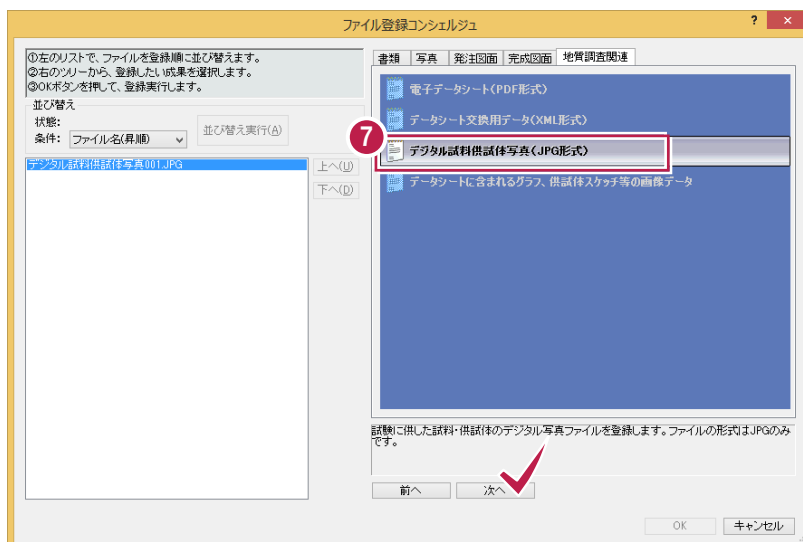 ファイル登録コンシェルジュ
? ×
①左のリストで、ファイルを登録順に並び替えます。
②右のツリーから、登録したい成果を選択します。
③OKボタンを押して、登録実行します。
並び替え
状態:
条件: ファイル名(昇順)
並び替え実行(A)
デジタル試料供試体写真001.JPG
上へ(U)
下へ(D)
書類 写真 発注図面 完成図面 地質調査関連
電子データシート(PDF形式)
データシート交換用データ(XML形式)
7
デジタル試料供試体写真(JPG形式)
データシートに含まれるグラフ、供試体スケッチ等の画像データ
試験に供した試料・供試体のデジタル写真ファイルを登録します。ファイルの形式はJPGのみ
です。
前へ 次へ
OK キャンセル